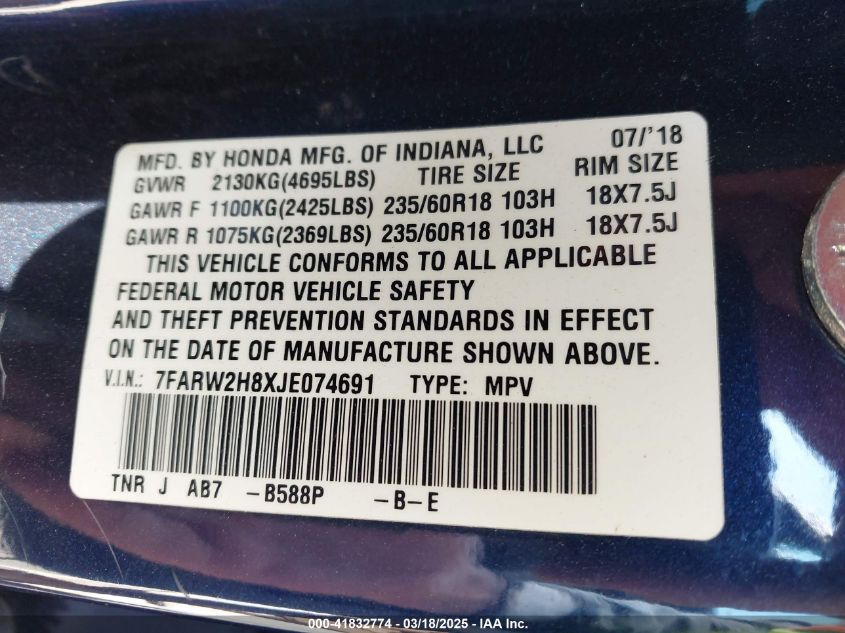 MFD. BY HONDA MFG. OF INDIANA, LLC 07/'18
GVWR 2130KG(4695LBS) TIRE SIZE RIM SIZE
GAWR F 1100KG(2425LBS) 235/60R18 103H 18X7.5J
GAWR R 1075KG(2369LBS) 235/60R18 103H 18X7.5J
THIS VEHICLE CONFORMS TO ALL APPLICABLE
FEDERAL MOTOR VEHICLE SAFETY
AND THEFT PREVENTION STANDARDS IN EFFECT
ON THE DATE OF MANUFACTURE SHOWN ABOVE.
V.I.N.: 7FARW2H8XJE074691 TYPE: MPV
TNR J AB7 -B588P -B-E
000-41832774 - 03/18/2025 - IAA Inc.